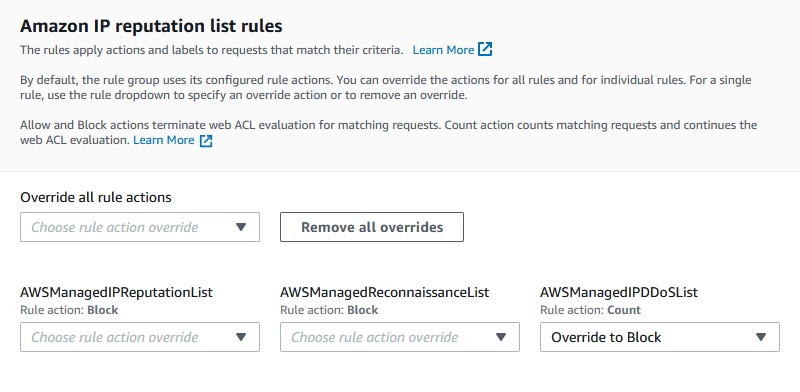 Amazon IP reputation list rules
The rules apply actions and labels to requests that match their criteria. Learn More
By default, the rule group uses its configured rule actions. You can override the actions for all rules and for individual rules. For a single
rule, use the rule dropdown to specify an override action or to remove an override.
Allow and Block actions terminate web ACL evaluation for matching requests. Count action counts matching requests and continues the
web ACL evaluation. Learn More
Override all rule actions
Choose rule action override
Remove all overrides
AWSManagedIPReputationList
Rule action: Block
Choose rule action override
AWSManagedReconnaissanceList
Rule action: Block
Choose rule action override
AWSManagedIPDDoSList
Rule action: Count
Override to Block